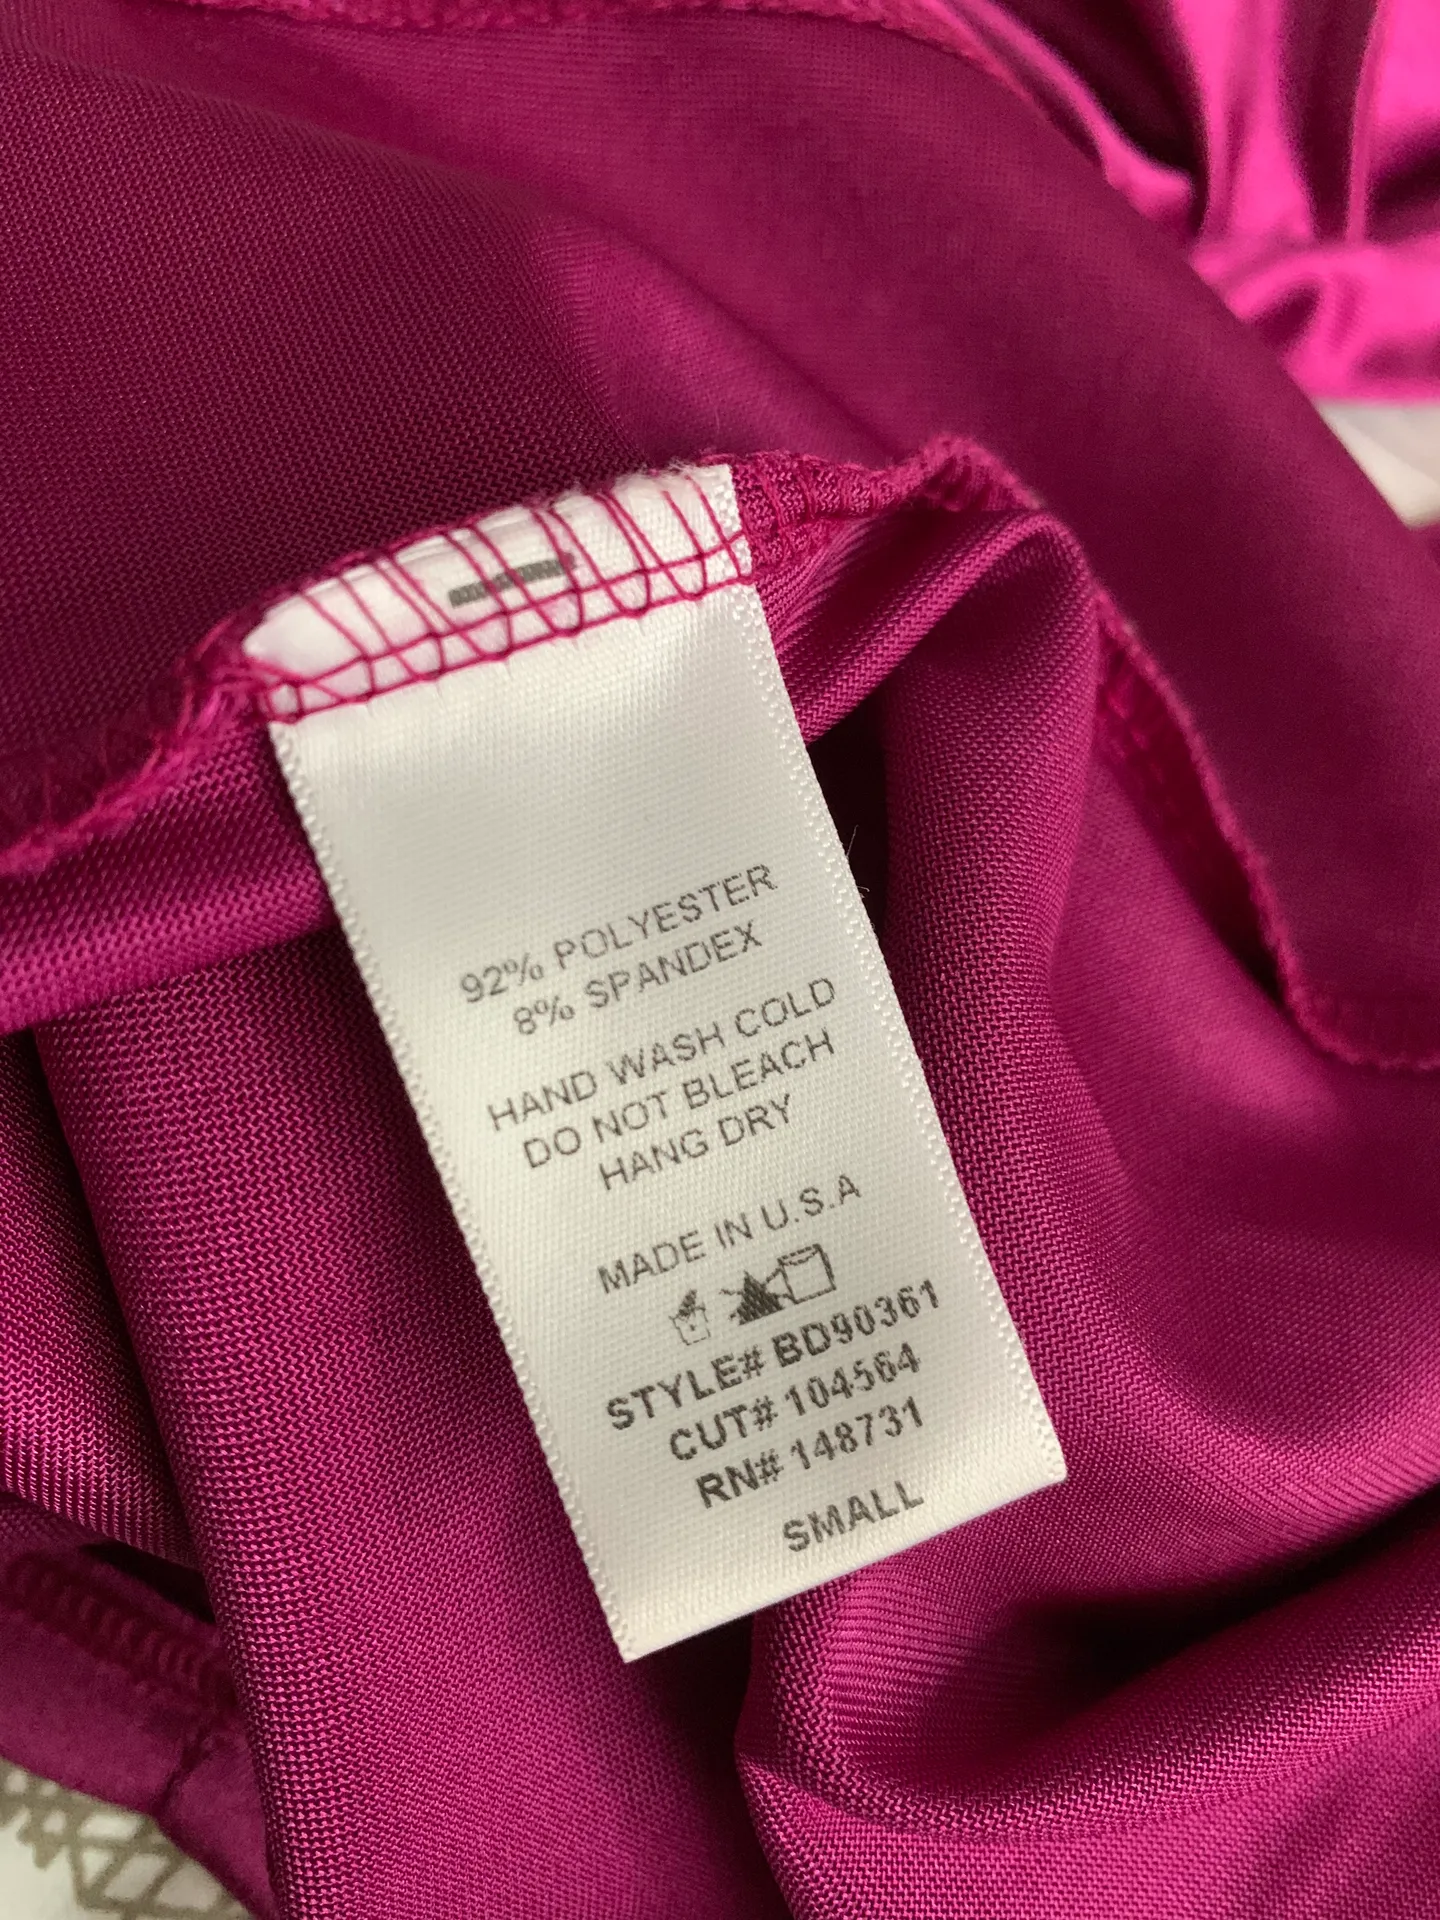 92% POLYESTER
8% SPANDEX
HAND WASH COLD
DO NOT BLEACH
HANG DRY
MADE IN U.S.A
STYLE# BD90361
CUT# 104564
RN# 148731
SMALL